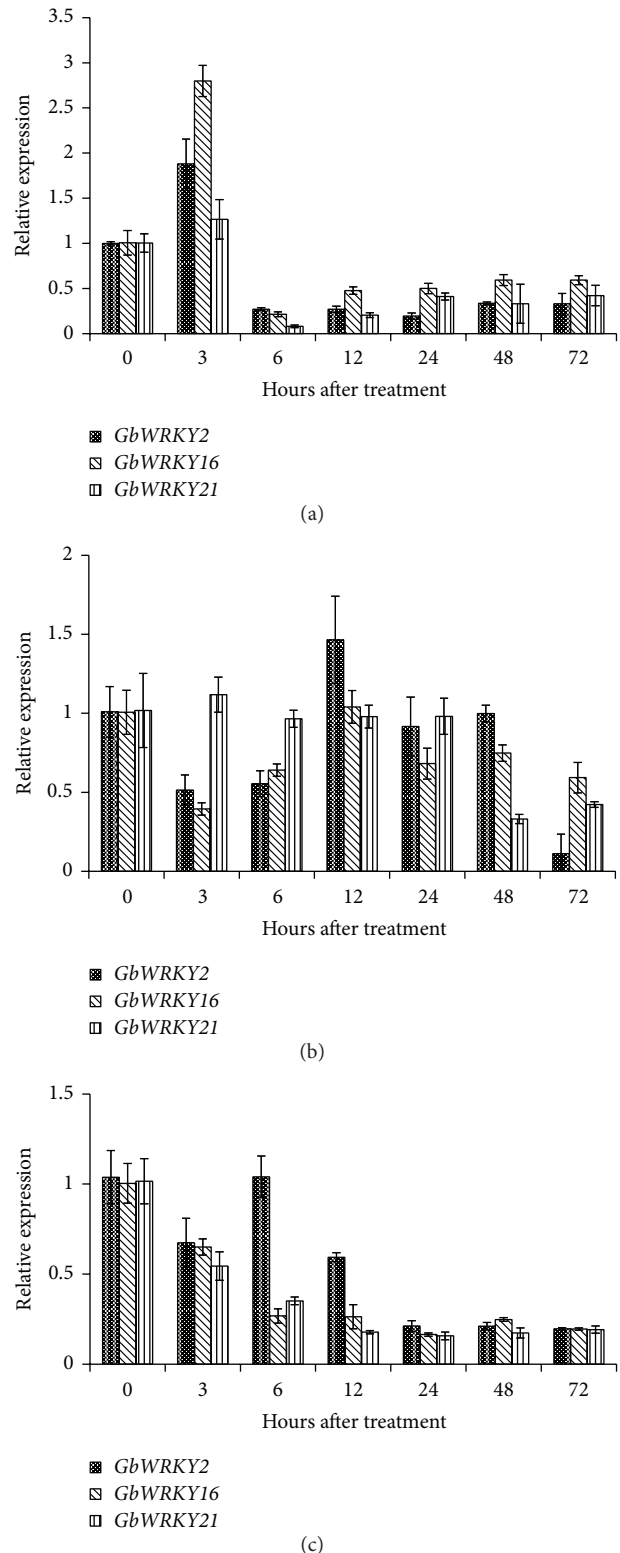 3.5
3
2.5
2
1.5
1
0.5
0
Relative expression
0 3 6 12 24 48 72
Hours after treatment
GbWRKY2
GbWRKY16
GbWRKY21
(a)
2
1.5
1
0.5
0
Relative expression
0 3 6 12 24 48 72
Hours after treatment
GbWRKY2
GbWRKY16
GbWRKY21
(b)
1.5
1
0.5
0
Relative expression
0 3 6 12 24 48 72
Hours after treatment
GbWRKY2
GbWRKY16
GbWRKY21
(c)